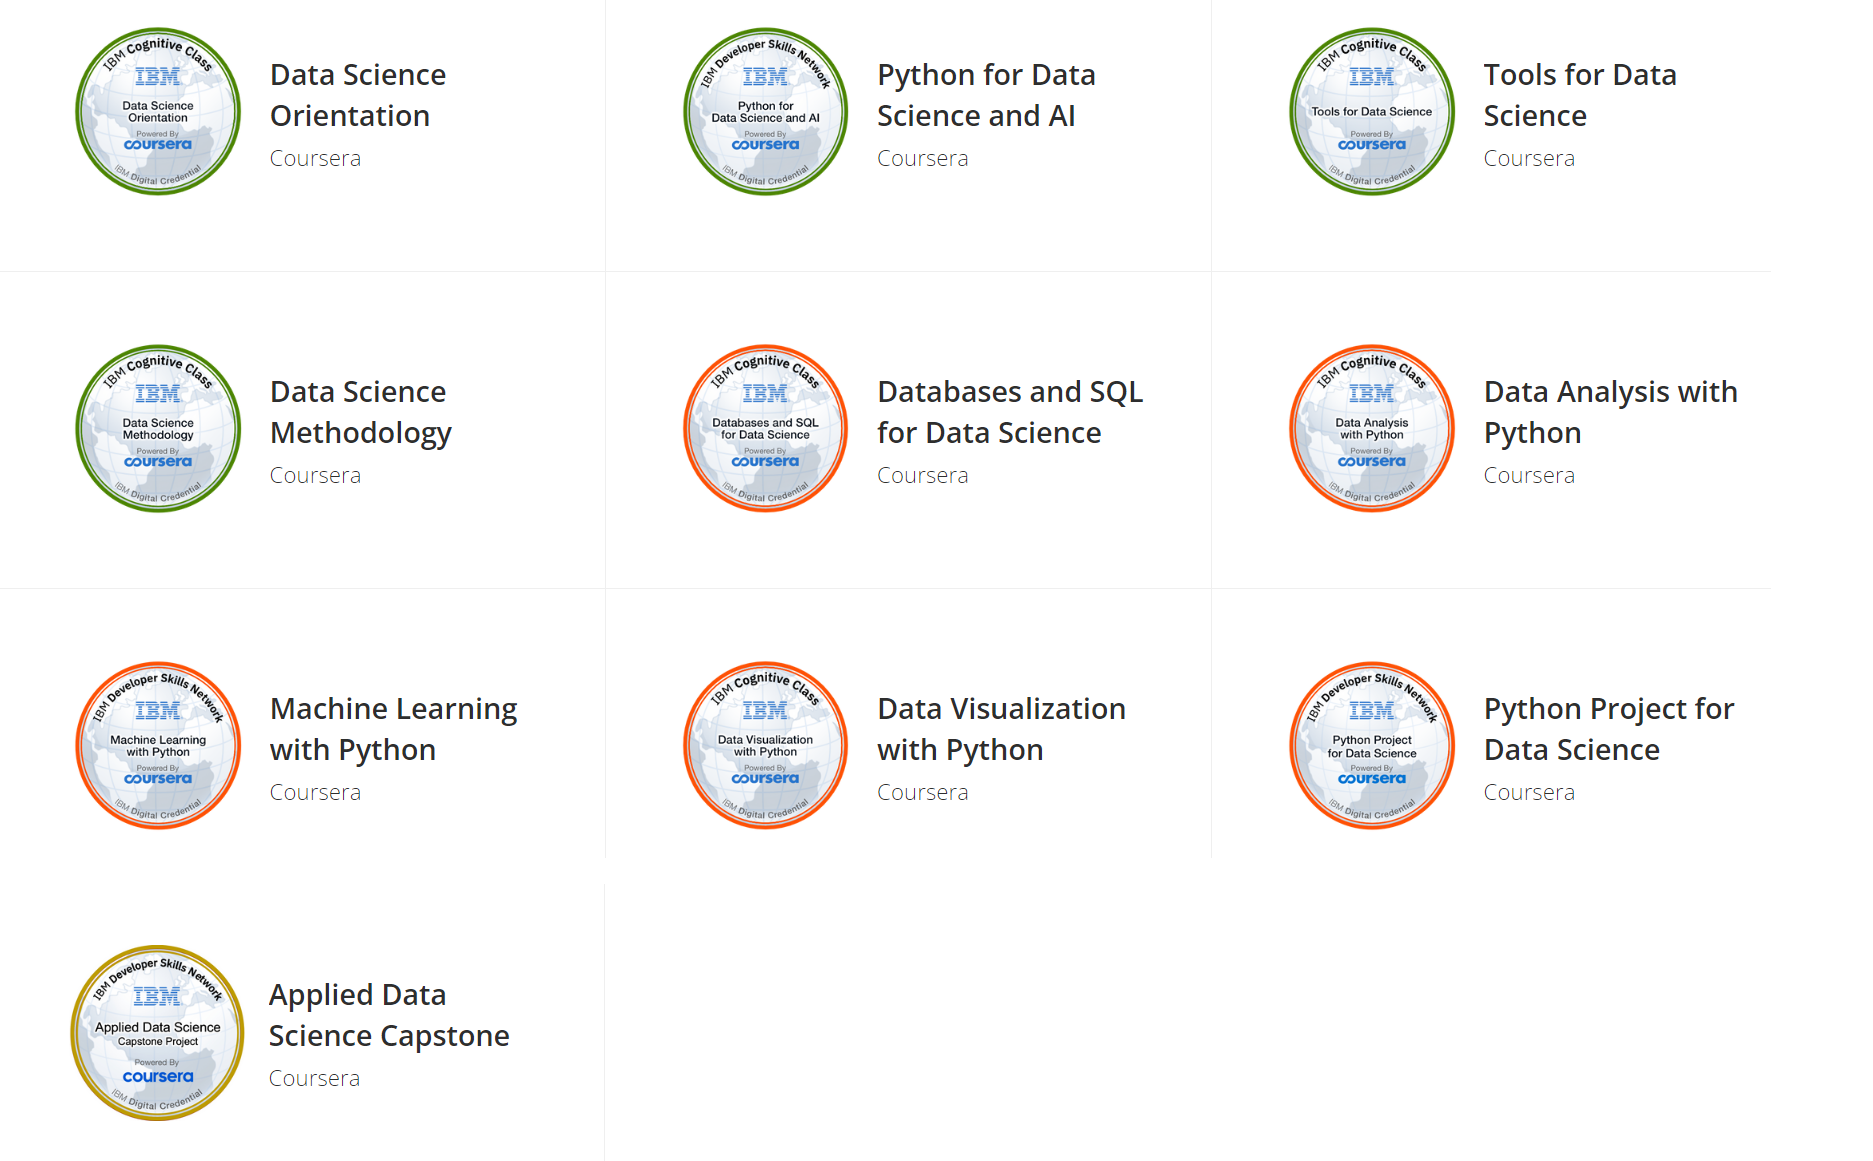 IBM Cognitive Class
IBM
Data Science
Orientation
Powered By
coursera
IBM Digital Credential
Data Science
Orientation
Coursera
IBM Developer Skills Network
IBM
Python for
Data Science and AI
Powered By
coursera
IBM Digital Credential
Python for Data
Science and AI
Coursera
IBM Cognitive Class
IBM
Tools for Data Science
Powered By
coursera
IBM Digital Credential
Tools for Data
Science
Coursera
IBM Cognitive Class
IBM
Data Science
Methodology
Powered By
coursera
IBM Digital Credential
Data Science
Methodology
Coursera
IBM Cognitive Class
IBM
Databases and SQL
for Data Science
Powered By
coursera
IBM Digital Credential
Databases and SQL
for Data Science
Coursera
IBM Cognitive Class
IBM
Data Analysis
with Python
Powered By
coursera
IBM Digital Credential
Data Analysis with
Python
Coursera
IBM Developer Skills Network
IBM
Machine Learning
with Python
Powered By
coursera
IBM Digital Credential
Machine Learning
with Python
Coursera
IBM Cognitive Class
IBM
Data Visualization
with Python
Powered By
coursera
IBM Digital Credential
Data Visualization
with Python
Coursera
IBM Developer Skills Network
IBM
Python Project
for Data Science
Powered By
coursera
IBM Digital Credential
Python Project for
Data Science
Coursera
IBM Developer Skills Network
IBM
Applied Data Science
Capstone Project
Powered By
coursera
IBM Digital Credential
Applied Data
Science Capstone
Coursera